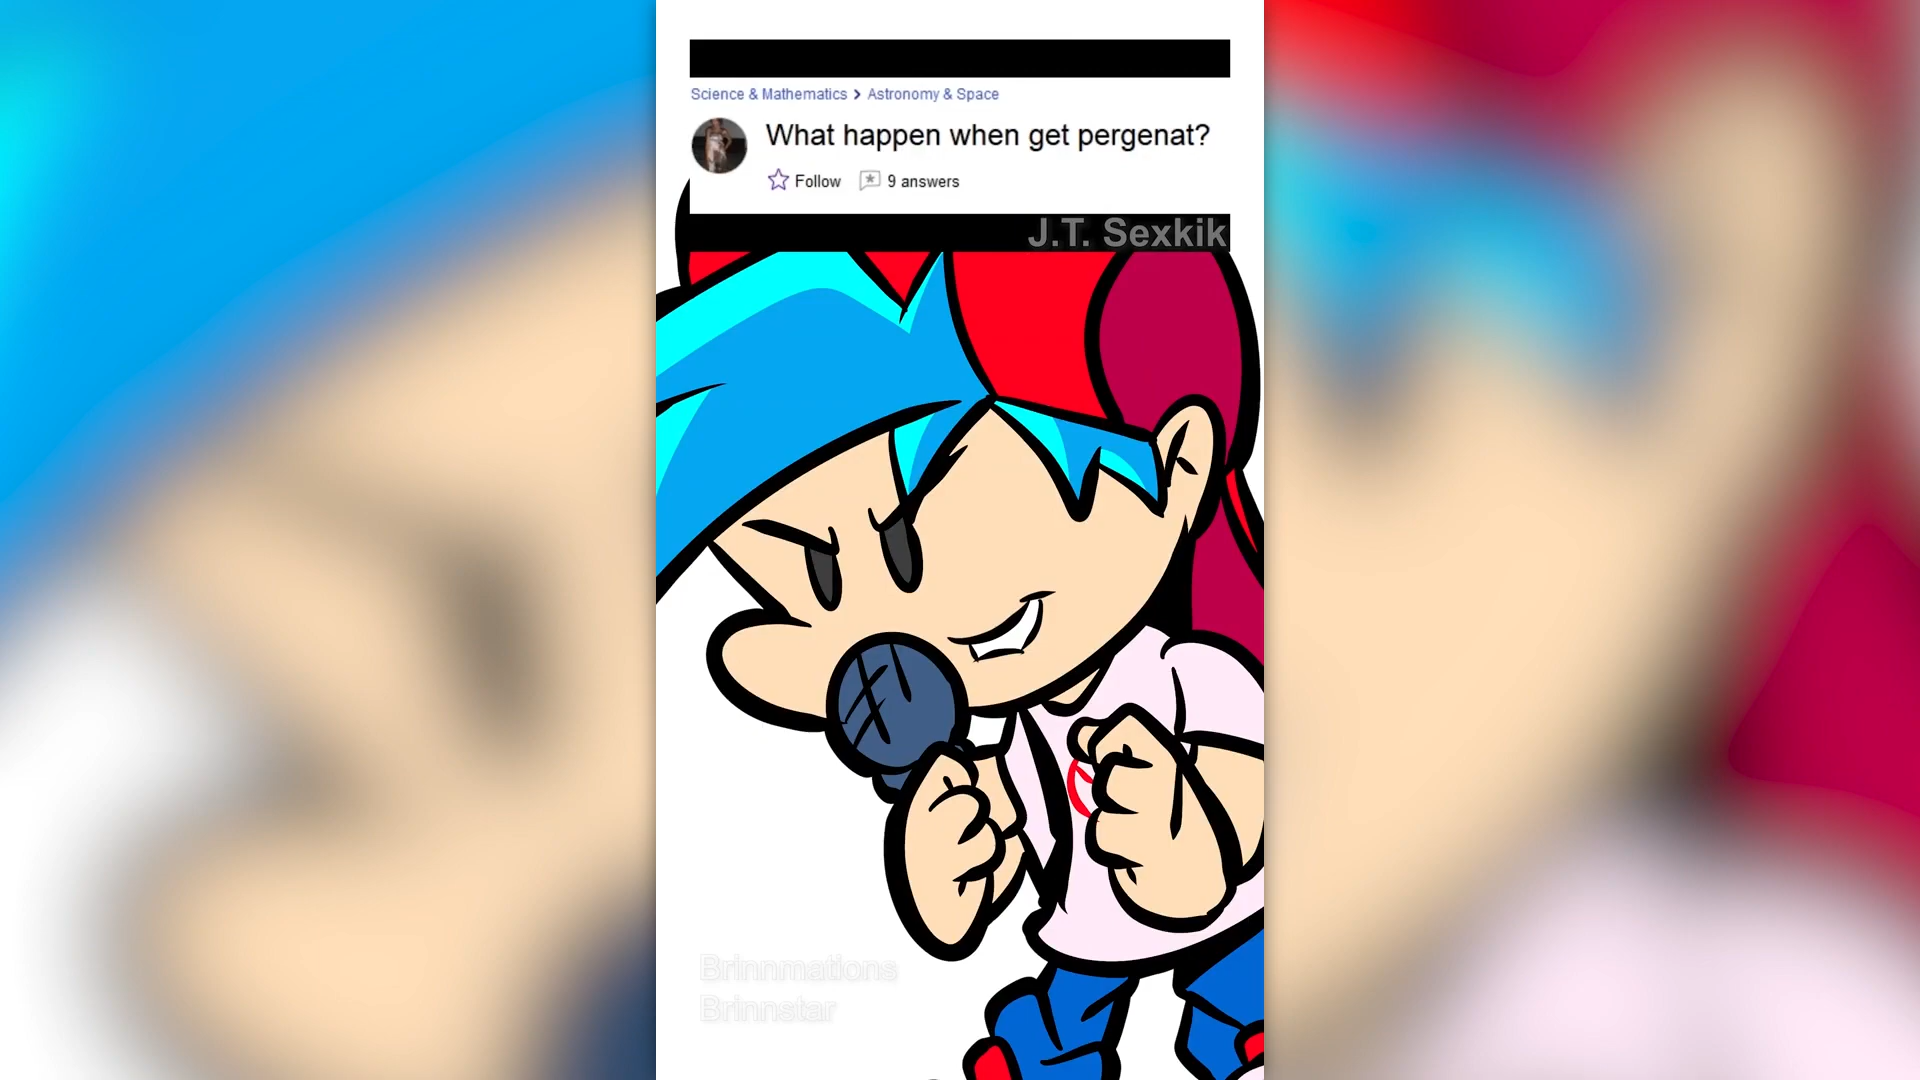 Science & Mathematics > Astronomy & Space
What happen when get pergenat?
Follow 9 answers
J.T. Sexkik
Brinnmations
Brinnstar